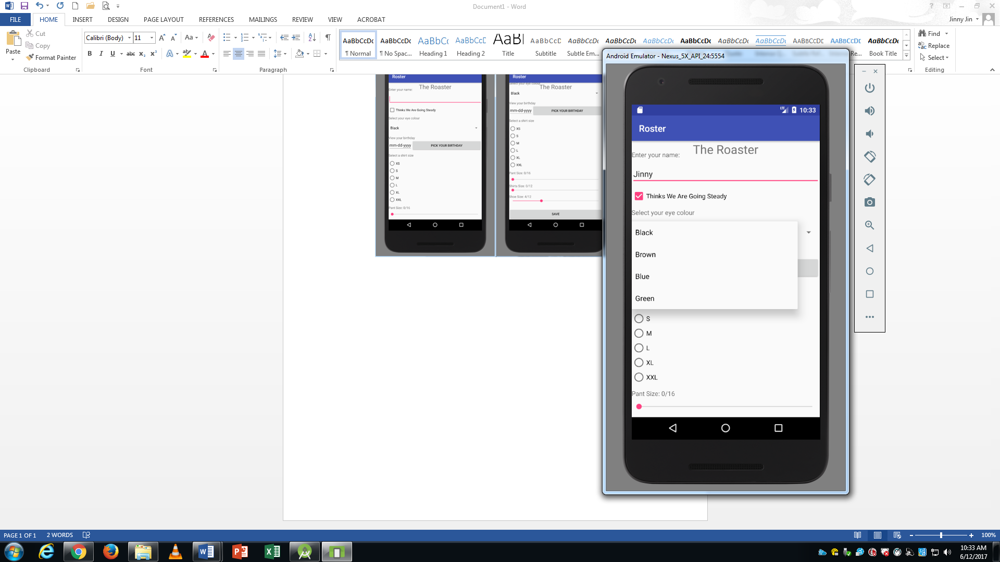 Document1 - Word
FILE HOME INSERT DESIGN PAGE LAYOUT REFERENCES MAILINGS REVIEW VIEW ACROBAT
Jinny Jin
Paste
Cut
Copy
Format Painter
Clipboard
Calibri (Body) 11
Font
Paragraph
AaBbCcDc AaBbCcDc AaBbCc AaBbCcD AaBl AaBbCcD AaBbCcDc AaBbCcDc AaBbCcDc AaBbCcDc AaBbCcDc AaBbCcDc AABBCCDE AABBCCDE AaBbCcDc
¶ Normal ¶ No Spac... Heading 1 Heading 2 Title Subtitle Subtle Em... Re... Book Title
Find
Replace
Select
Editing
Roster
The Roaster
Enter your name:
Thinks We Are Going Steady
Select your eye colour
Black
View your birthday
mm-dd-yyyy PICK YOUR BIRTHDAY
Select a shirt size
XS
S
M
L
XL
XXL
Pant Size: 0/16
Roster
Select your eye colour
The Roaster
Black
View your birthday
mm-dd-yyyy PICK YOUR BIRTHDAY
Select a shirt size
XS
S
M
L
XL
XXL
Pant Size: 0/16
Shirts Size: 0/12
Shoe Size: 4/12
SAVE
Android Emulator - Nexus_5X_API_24:5554
LTE 10:33
Roster
The Roaster
Enter your name:
Jinny
Thinks We Are Going Steady
Select your eye colour
Black
Brown
Blue
Green
S
M
L
XL
XXL
Pant Size: 0/16
PAGE 1 OF 1 2 WORDS
100%
10:33 AM
6/12/2017